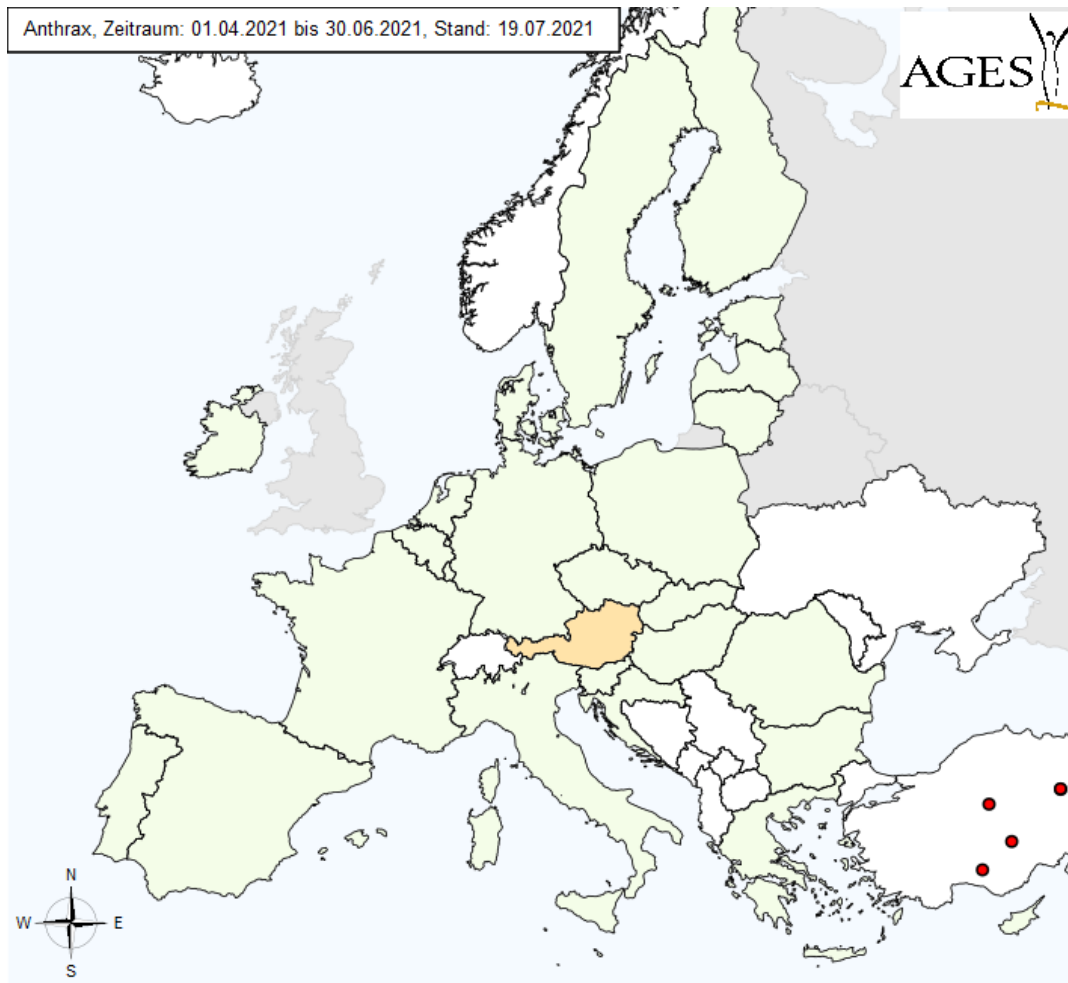 Anthrax, Zeitraum: 01.04.2021 bis 30.06.2021, Stand: 19.07.2021
AGES
N
W E
S